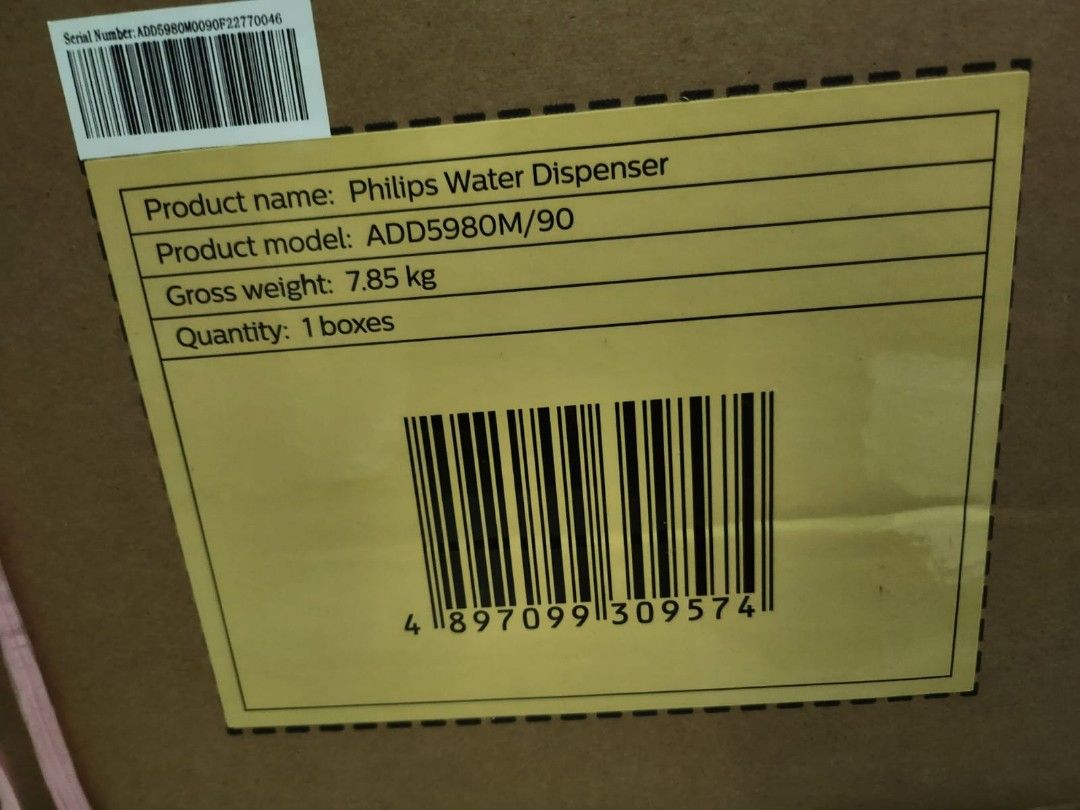 Serial Number: ADD5980M0090F22770046
Product name: Philips Water Dispenser
Product model: ADD5980M/90
Gross weight: 7.85 kg
Quantity: 1 boxes
4 897099 309574